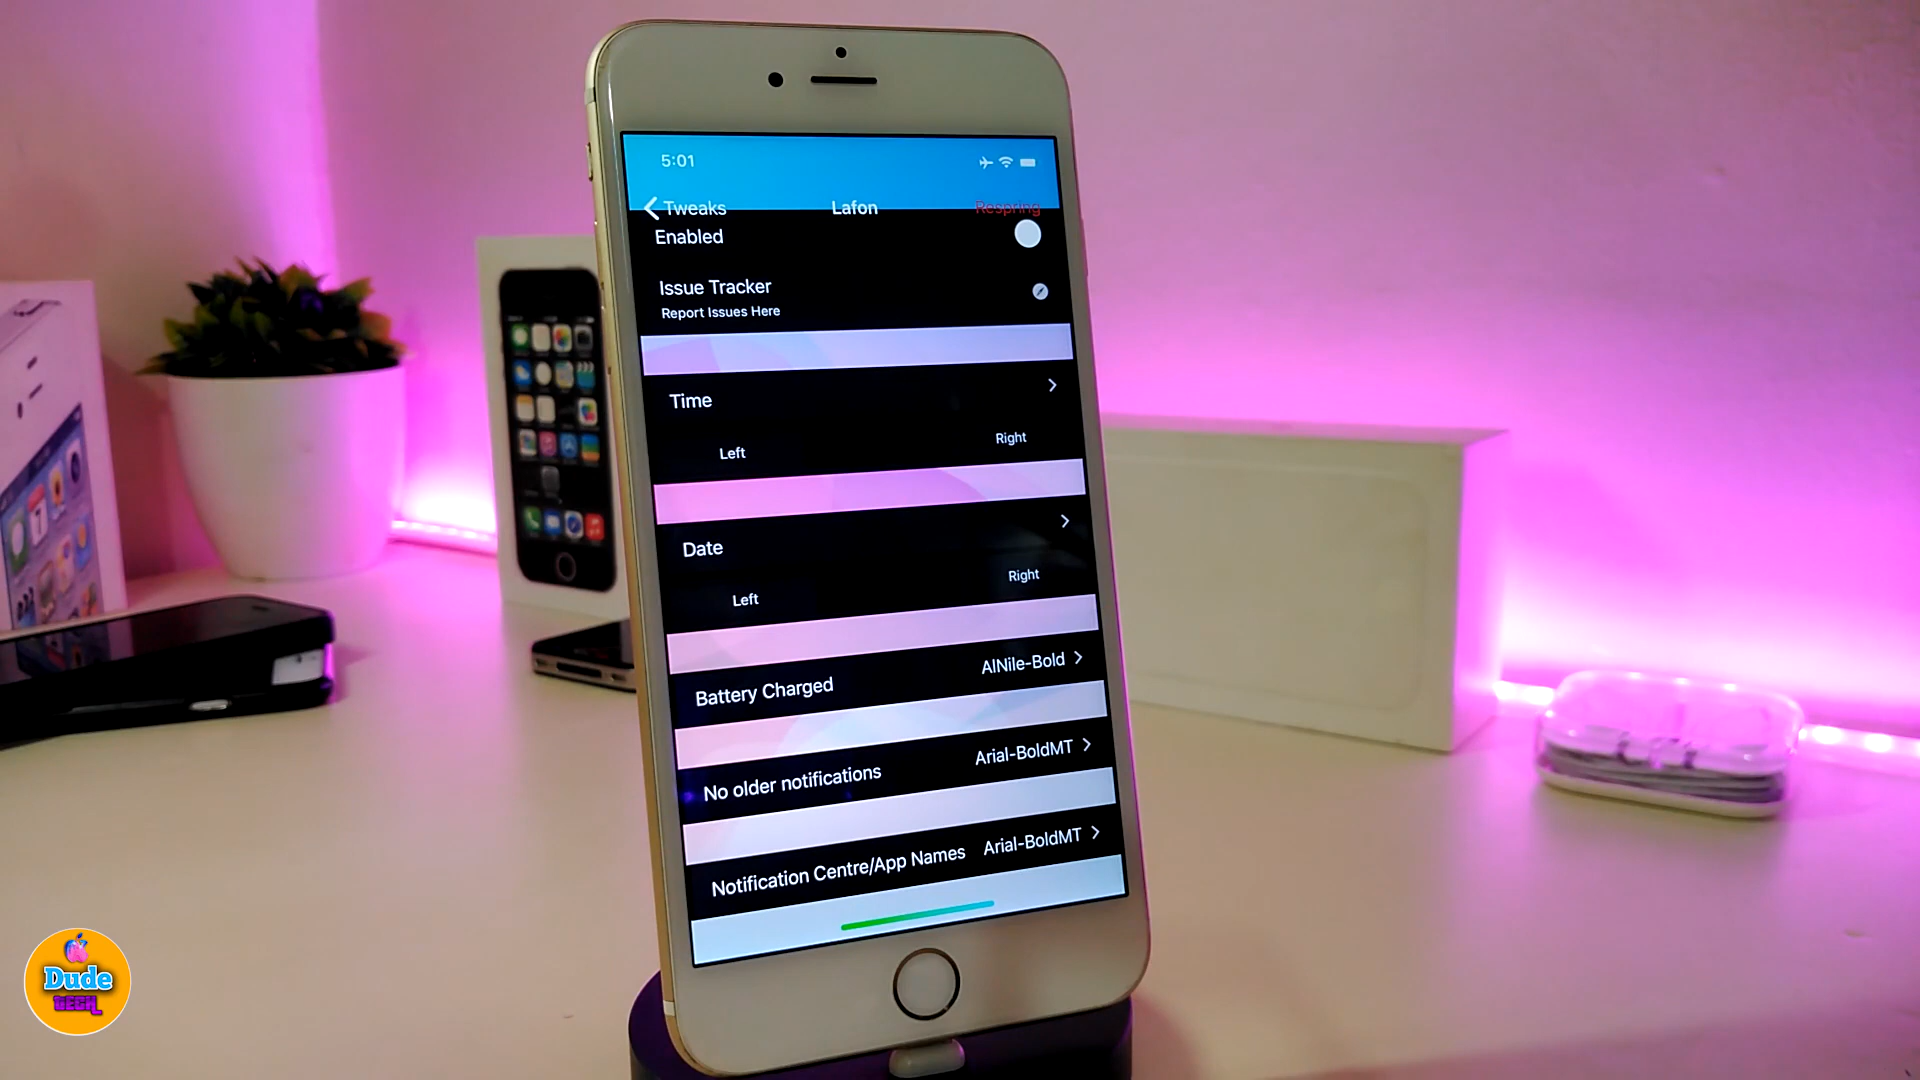 5:01
Tweaks Lafon Respring
Enabled
Issue Tracker
Report Issues Here
Time
Left Right
Date
Left Right
Battery Charged AlNile-Bold
No older notifications Arial-BoldMT
Notification Centre/App Names Arial-BoldMT
Dude
TECH